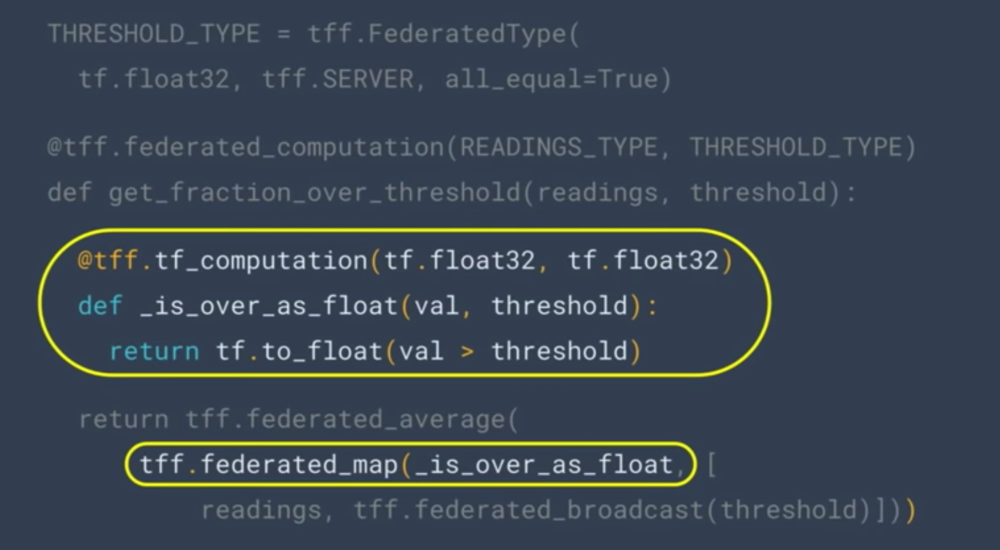 THRESHOLD_TYPE = tff.FederatedType(
tf.float32, tff.SERVER, all_equal=True)
@tff.federated_computation(READINGS_TYPE, THRESHOLD_TYPE)
def get_fraction_over_threshold(readings, threshold):
@tff.tf_computation(tf.float32, tf.float32)
def _is_over_as_float(val, threshold):
return tf.to_float(val > threshold)
return tff.federated_average(
tff.federated_map(_is_over_as_float, [
readings, tff.federated_broadcast(threshold)]))